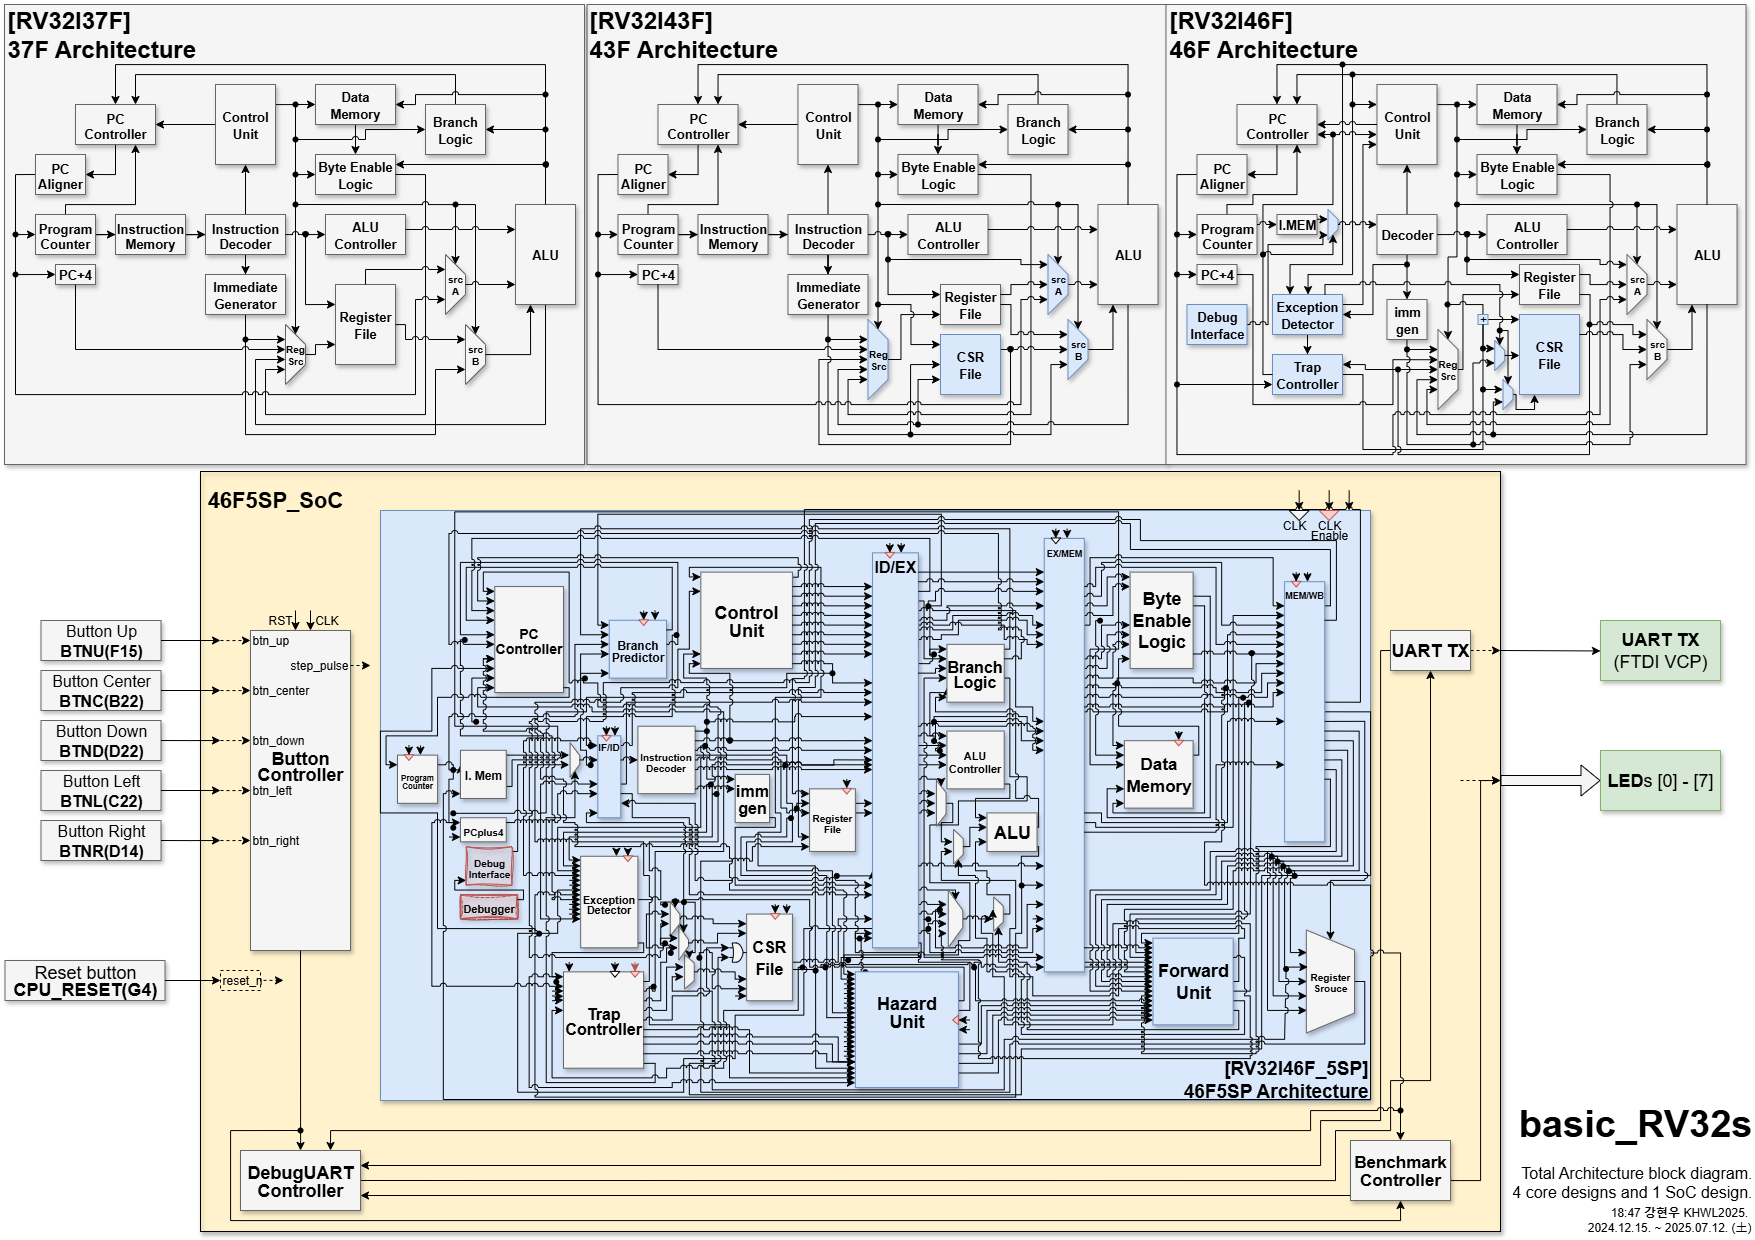 [RV32I37F]
37F Architecture
PC
Controller
Control
Unit
Data
Memory
Branch
Logic
PC
Aligner
Byte Enable
Logic
Program
Counter
Instruction
Memory
Instruction
Decoder
ALU
Controller
ALU
PC+4
Immediate
Generator
src
A
Register
File
Reg
Src
src
B
[RV32I43F]
43F Architecture
PC
Controller
Control
Unit
Data
Memory
Branch
Logic
PC
Aligner
Byte Enable
Logic
Program
Counter
Instruction
Memory
Instruction
Decoder
ALU
Controller
ALU
PC+4
Immediate
Generator
src
A
Register
File
Reg
Src
CSR
File
src
B
[RV32I46F]
46F Architecture
PC
Controller
Control
Unit
Data
Memory
Branch
Logic
PC
Aligner
Byte Enable
Logic
Program
Counter
I.MEM
Decoder
ALU
Controller
ALU
PC+4
Register
File
src
A
Debug
Interface
Exception
Detector
imm
gen
+
Trap
Controller
Reg
Src
CSR
File
src
B
46F5SP_SoC
CLK
CLK
Enable
RST
CLK
Button Up
BTNU(F15)
btn_up
step_pulse
Button Center
BTNC(B22)
btn_center
Button Down
BTND(D22)
btn_down
Button
Controller
Button Left
BTNL(C22)
btn_left
Button Right
BTNR(D14)
btn_right
Reset button
CPU_RESET(G4)
reset_n
PC
Controller
Branch
Predictor
Control
Unit
ID/EX
EX/MEM
MEM/WB
Byte
Enable
Logic
Branch
Logic
Program
Counter
I. Mem
IF/ID
Instruction
Decoder
imm
gen
Register
File
ALU
Controller
ALU
Data
Memory
PCplus4
Debug
Interface
Debugger
Exception
Detector
CSR
File
Trap
Controller
Hazard
Unit
Forward
Unit
Register
Srouce
[RV32I46F_5SP]
46F5SP Architecture
UART TX
UART TX
(FTDI VCP)
LEDs [0] - [7]
DebugUART
Controller
Benchmark
Controller
basic_RV32s
Total Architecture block diagram.
4 core designs and 1 SoC design.
18:47 강현우 KHWL2025.
2024.12.15. ~ 2025.07.12. (土)